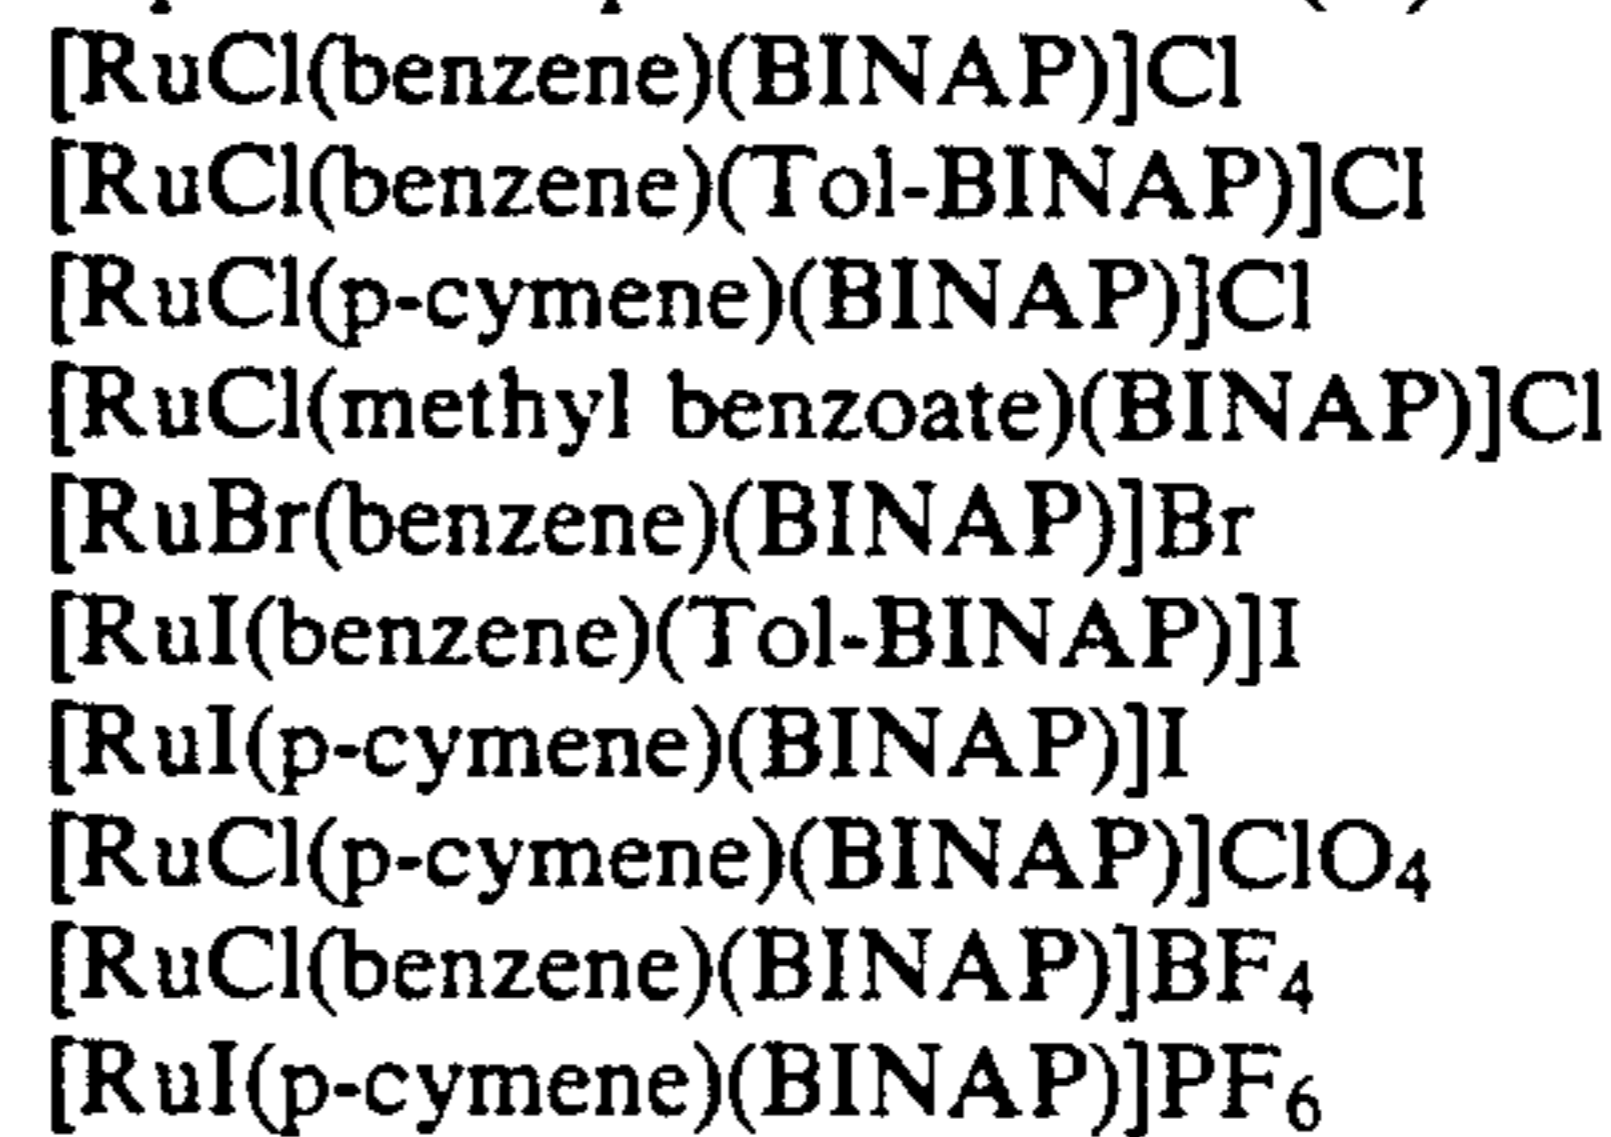 [RuCl(benzene)(BINAP)]Cl
[RuCl(benzene)(Tol-BINAP)]Cl
[RuCl(p-cymene)(BINAP)]Cl
[RuCl(methyl benzoate)(BINAP)]Cl
[RuBr(benzene)(BINAP)]Br
[RuI(benzene)(Tol-BINAP)]I
[RuI(p-cymene)(BINAP)]I
[RuCl(p-cymene)(BINAP)]ClO₄
[RuCl(benzene)(BINAP)]BF₄
[RuI(p-cymene)(BINAP)]PF₆